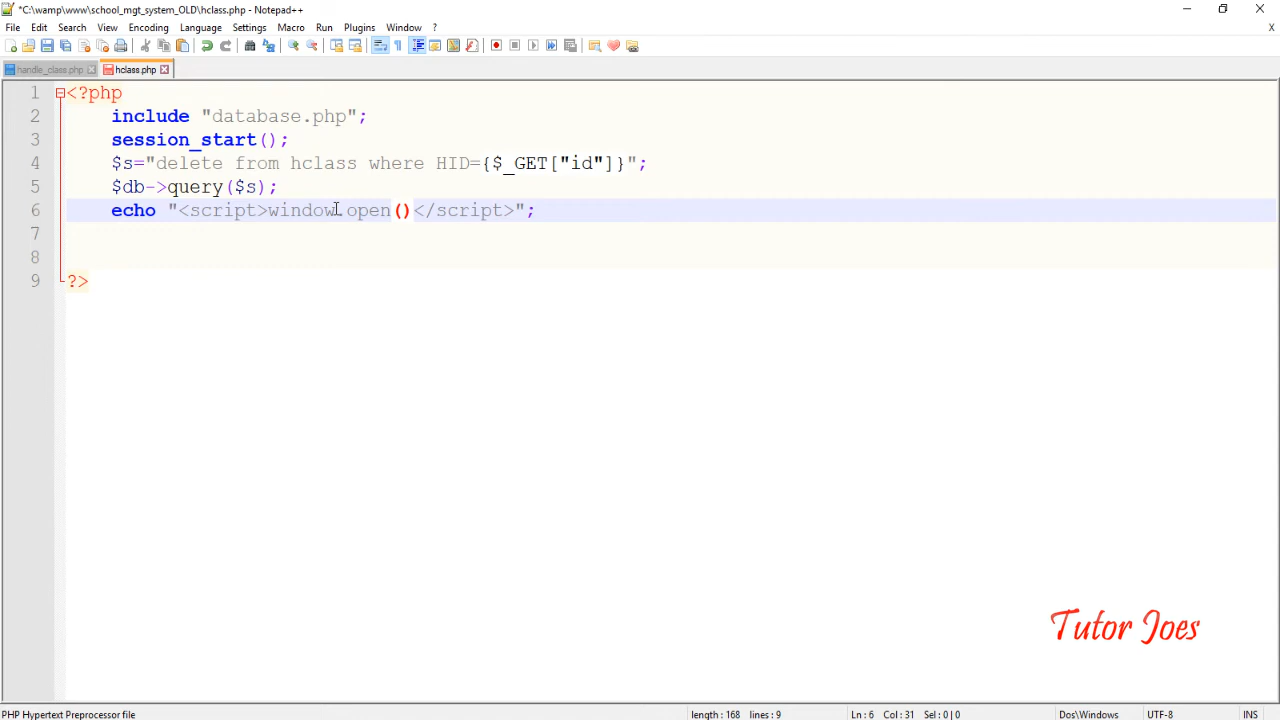 *C:\wamp\www\school_mgt_system_OLD\hclass.php - Notepad++
File Edit Search View Encoding Language Settings Macro Run Plugins Window ?
X
handle_class.php hclass.php
1 <?php
2 include "database.php";
3 session_start();
4 $s="delete from hclass where HID={$_GET["id"]}";
5 $db->query($s);
6 echo "<script>window.open()</script>";
7
8
9 ?>
Tutor Joes
PHP Hypertext Preprocessor file length : 168 lines : 9 Ln : 6 Col : 31 Sel : 0 | 0 Dos\Windows UTF-8 INS